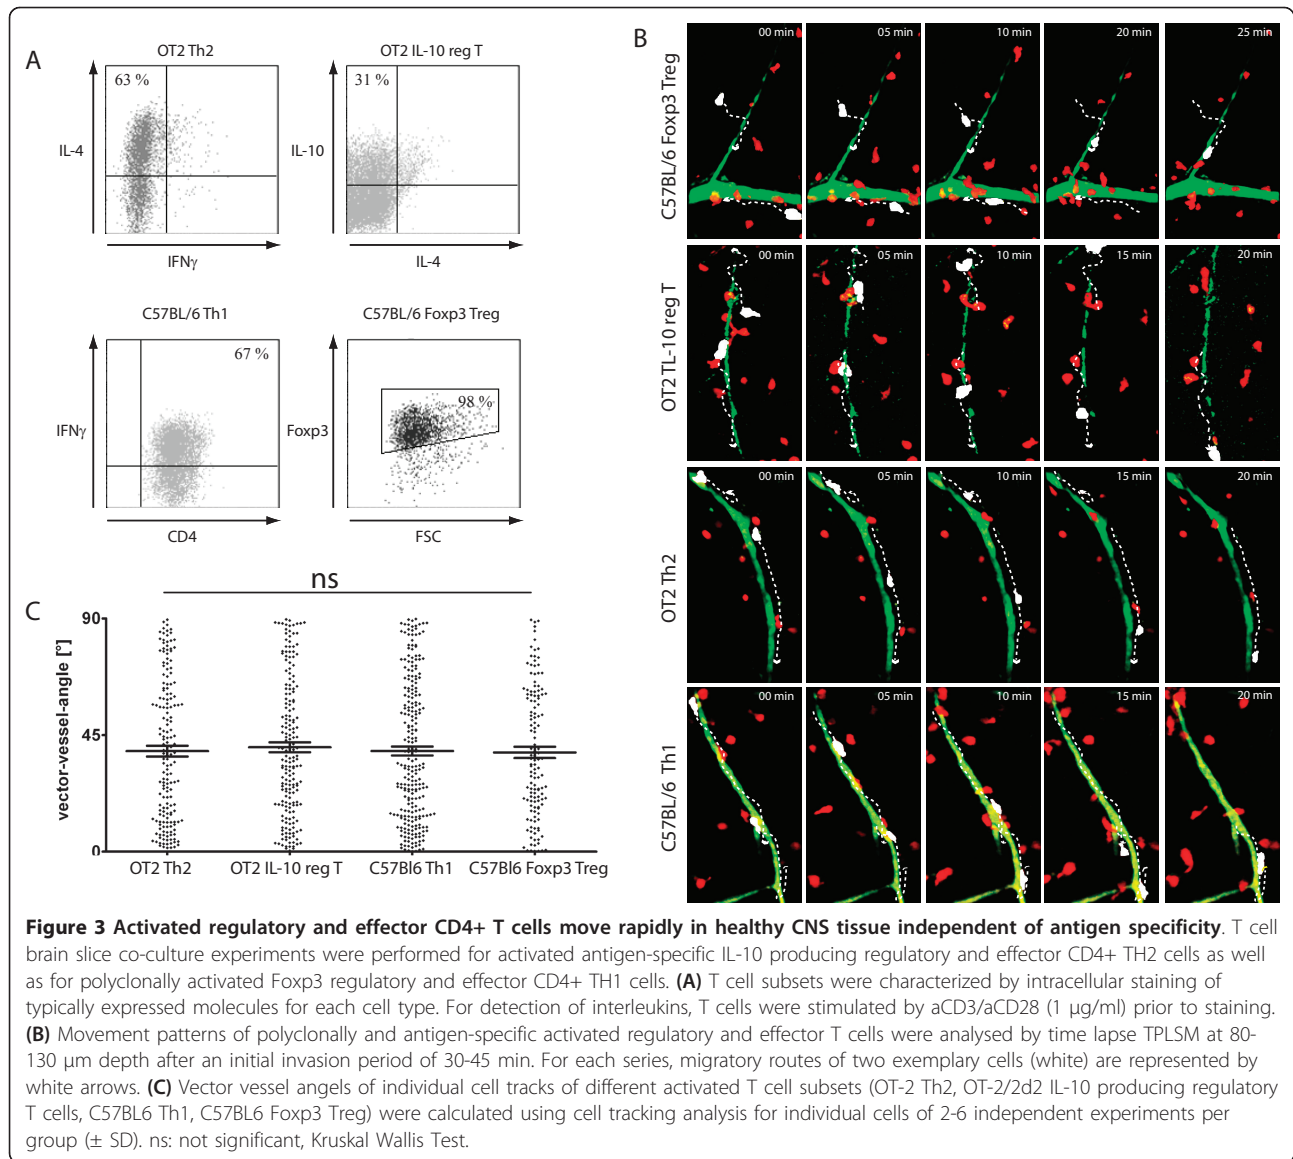 A
OT2 Th2
63 %
IL-4
IFNγ
OT2 IL-10 reg T
31 %
IL-10
IL-4
C57BL/6 Th1
67 %
IFNγ
CD4
C57BL/6 Foxp3 Treg
98 %
Foxp3
FSC
B
C57BL/6 Foxp3 Treg
00 min
05 min
10 min
20 min
25 min
OT2 TL-10 reg T
00 min
05 min
10 min
15 min
20 min
OT2 Th2
00 min
05 min
10 min
15 min
20 min
C57BL/6 Th1
00 min
05 min
10 min
15 min
20 min
C
ns
vector-vessel-angle [°]
90
45
0
OT2 Th2
OT2 IL-10 reg T
C57Bl6 Th1
C57Bl6 Foxp3 Treg
Figure 3 Activated regulatory and effector CD4+ T cells move rapidly in healthy CNS tissue independent of antigen specificity. T cell
brain slice co-culture experiments were performed for activated antigen-specific IL-10 producing regulatory and effector CD4+ TH2 cells as well
as for polyclonally activated Foxp3 regulatory and effector CD4+ TH1 cells. (A) T cell subsets were characterized by intracellular staining of
typically expressed molecules for each cell type. For detection of interleukins, T cells were stimulated by aCD3/aCD28 (1 μg/ml) prior to staining.
(B) Movement patterns of polyclonally and antigen-specific activated regulatory and effector T cells were analysed by time lapse TPLSM at 80-
130 μm depth after an initial invasion period of 30-45 min. For each series, migratory routes of two exemplary cells (white) are represented by
white arrows. (C) Vector vessel angels of individual cell tracks of different activated T cell subsets (OT-2 Th2, OT-2/2d2 IL-10 producing regulatory
T cells, C57BL6 Th1, C57BL6 Foxp3 Treg) were calculated using cell tracking analysis for individual cells of 2-6 independent experiments per
group (± SD). ns: not significant, Kruskal Wallis Test.